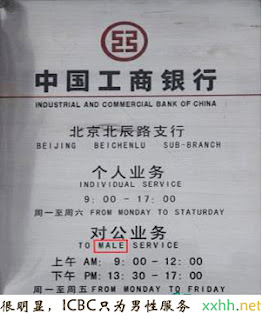 中国工商银行
INDUSTRIAL AND COMMERCIAL BANK OF CHINA
北京北辰路支行
BEIJING BEICHENLU SUB-BRANCH
个人业务
INDIVIDUAL SERVICE
9:00 - 17:00
周一至周六 FROM MONDAY TO STATURDAY
对公业务
TO MALE SERVICE
上午 AM: 9:00 - 12:00
下午 PM: 13:30 - 17:00
周一至周五 FROM MONDAY TO FRIDAY
很明显，ICBC只为男性服务 xxhh.net